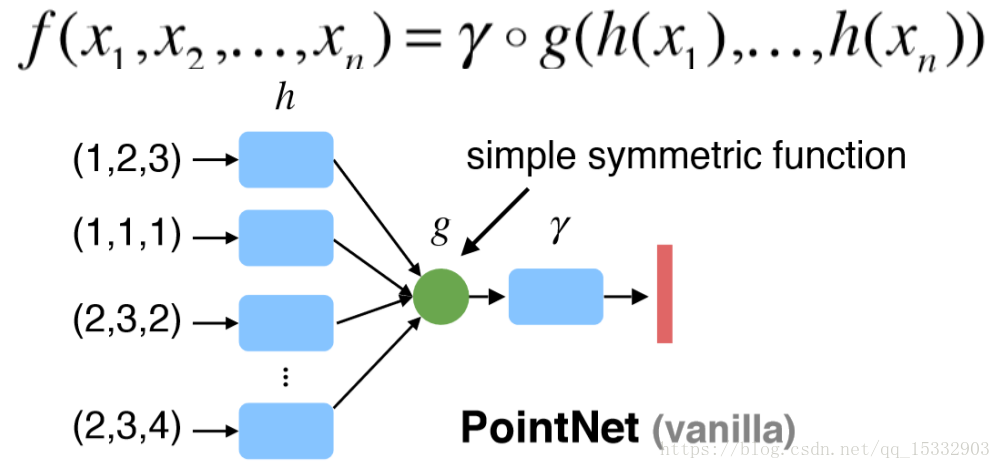 f(x₁,x₂,...,xₙ) = γ ∘ g(h(x₁),...,h(xₙ))
h
(1,2,3)
simple symmetric function
(1,1,1)
g
γ
(2,3,2)
⋮
(2,3,4)
PointNet (vanilla)
https://blog.csdn.net/qq_15332903